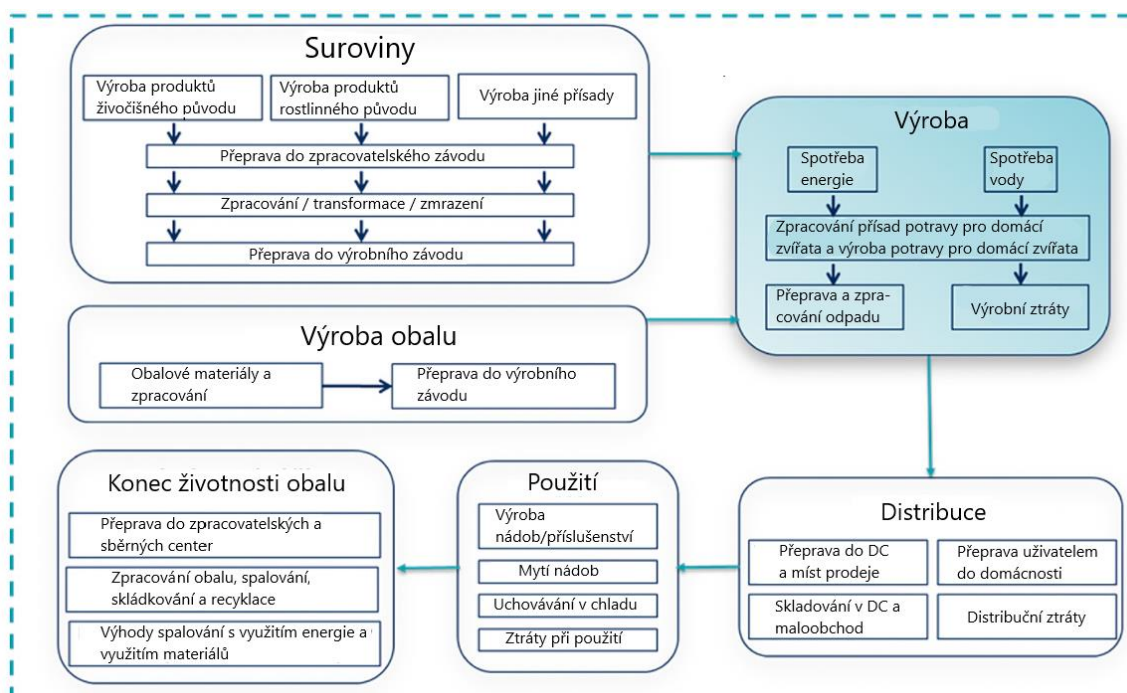 Suroviny
Výroba produktů
živočišného původu
Výroba produktů
rostlinného původu
Výroba jiné přísady
Přeprava do zpracovatelského závodu
Zpracování / transformace / zmrazení
Přeprava do výrobního závodu
Výroba obalu
Obalové materiály a
zpracování
Přeprava do výrobního
závodu
Výroba
Spotřeba
energie
Spotřeba
vody
Zpracování přísad potravy pro domácí
zvířata a výroba potravy pro domácí zvířata
Přeprava a zpra-
cování odpadu
Výrobní ztráty
Konec životnosti obalu
Přeprava do zpracovatelských a
sběrných center
Zpracování obalu, spalování,
skládkování a recyklace
Výhody spalování s využitím energie a
využitím materiálů
Použití
Výroba
nádob/příslušenství
Mytí nádob
Uchovávání v chladu
Ztráty při použití
Distribuce
Přeprava do DC
a míst prodeje
Přeprava uživatelem
do domácnosti
Skladování v DC a
maloobchod
Distribuční ztráty